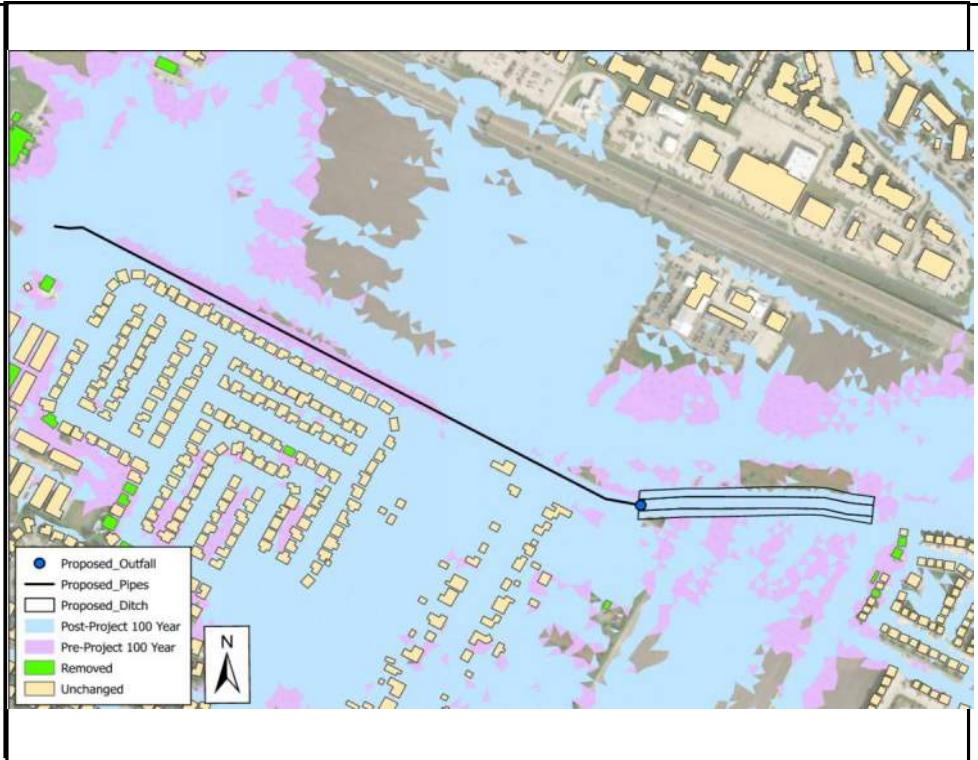 Proposed_Outfall
Proposed_Pipes
Proposed_Ditch
Post-Project 100 Year
Pre-Project 100 Year
Removed
Unchanged
N